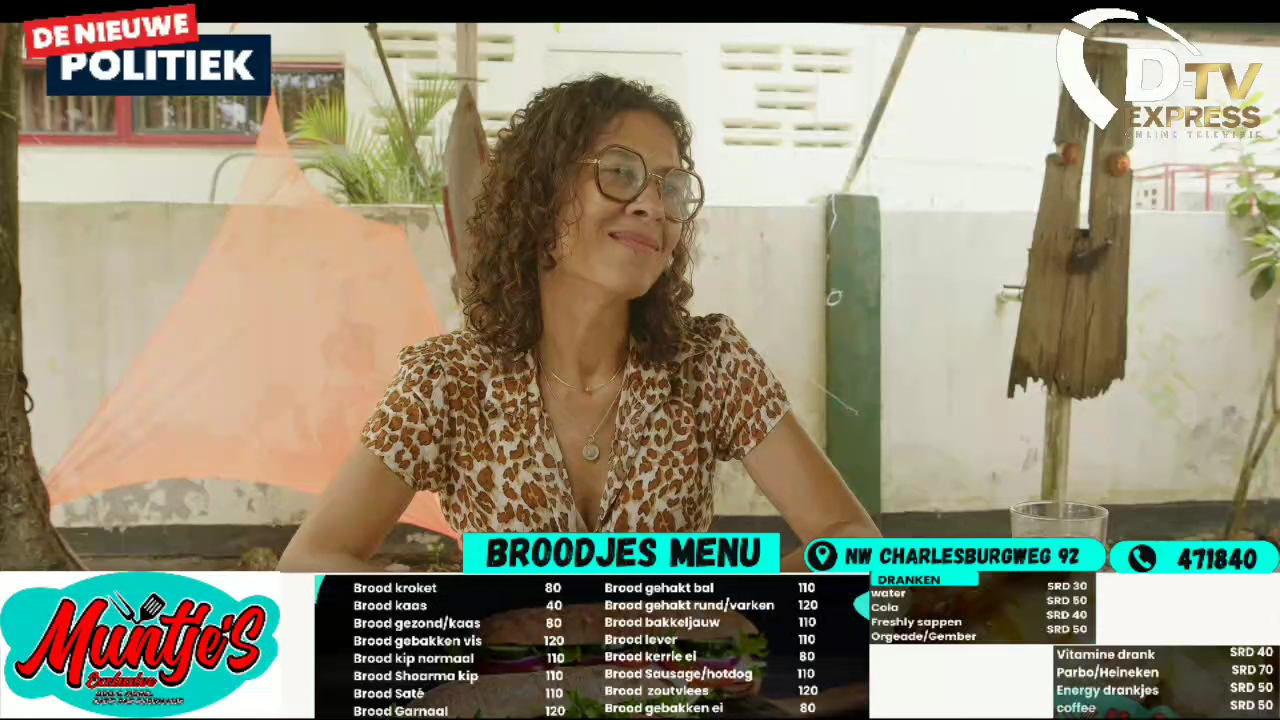 DE NIEUWE
POLITIEK
D-TV
EXPRESS
ONLINE TELEVISIE
BROODJES MENU
NW CHARLESBURGWEG 92
471840
Muntje'S
Exclusive
Brood kroket 80
Brood kaas 40
Brood gezond/kaas 80
Brood gebakken vis 120
Brood kip normaal 110
Brood Shoarma kip 110
Brood Saté 110
Brood Garnaal 120
Brood gehakt bal 110
Brood gehakt rund/varken 120
Brood bakkeljauw 110
Brood lever 110
Brood kerrie ei 80
Brood Sausage/hotdog 110
Brood zoutvlees 120
Brood gebakken ei 80
DRANKEN
water SRD 30
Cola SRD 50
Freshly sappen SRD 40
Orgeade/Gember SRD 50
Vitamine drank SRD 40
Parbo/Heineken SRD 70
Energy drankjes SRD 50
coffee SRD 50